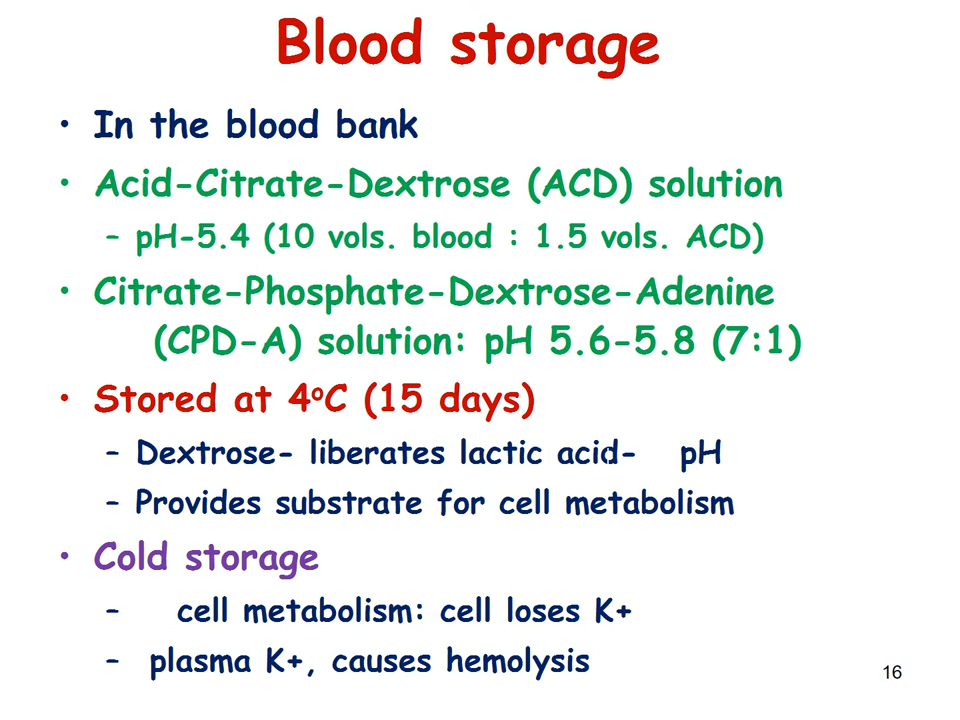 Blood storage
• In the blood bank
• Acid-Citrate-Dextrose (ACD) solution
– pH-5.4 (10 vols. blood : 1.5 vols. ACD)
• Citrate-Phosphate-Dextrose-Adenine
(CPD-A) solution: pH 5.6-5.8 (7:1)
• Stored at 4°C (15 days)
– Dextrose- liberates lactic acid- pH
– Provides substrate for cell metabolism
• Cold storage
– cell metabolism: cell loses K+
– plasma K+, causes hemolysis
16